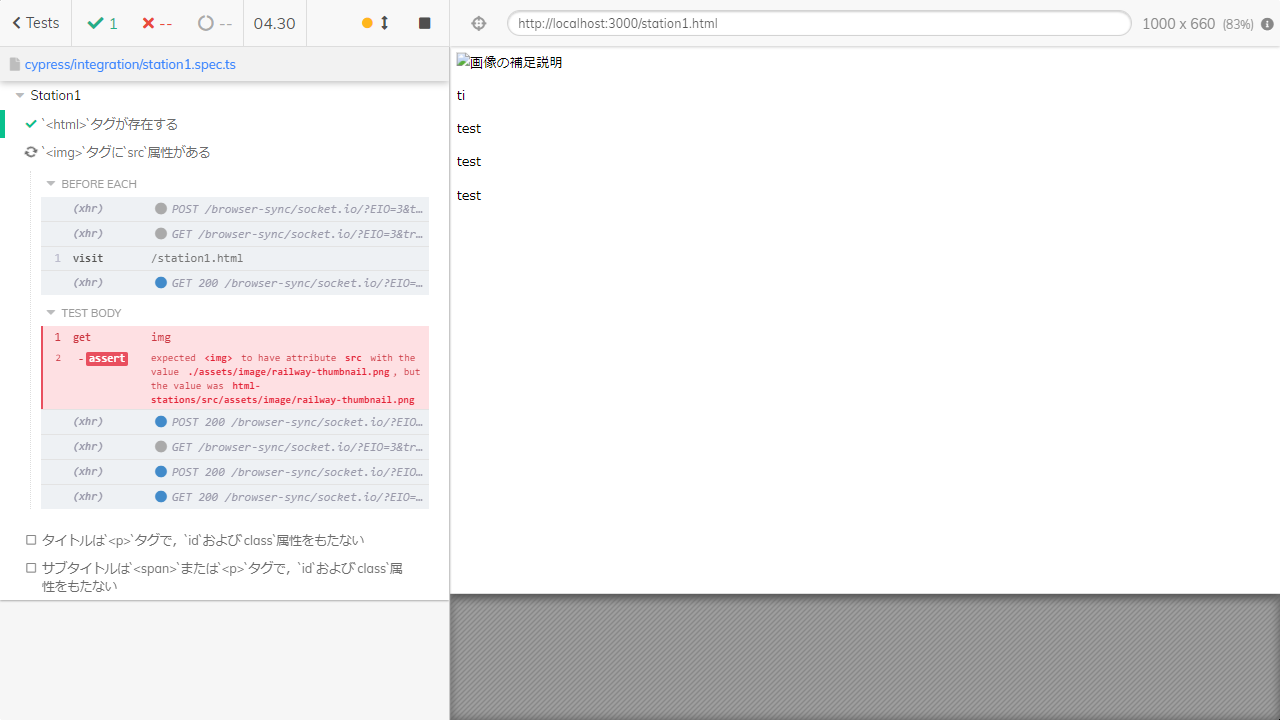 Tests 1 -- -- 04.30
http://localhost:3000/station1.html 1000 x 660 (83%)
cypress/integration/station1.spec.ts
Station1
`<html>`タグが存在する
`<img>`タグに`src`属性がある
BEFORE EACH
(xhr) POST /browser-sync/socket.io/?EIO=3&t…
(xhr) GET /browser-sync/socket.io/?EIO=3&tr…
1 visit /station1.html
(xhr) GET 200 /browser-sync/socket.io/?EIO=…
TEST BODY
1 get img
2 -assert expected <img> to have attribute src with the
value ./assets/image/railway-thumbnail.png, but
the value was html-
stations/src/assets/image/railway-thumbnail.png
(xhr) POST 200 /browser-sync/socket.io/?EIO…
(xhr) GET /browser-sync/socket.io/?EIO=3&tr…
(xhr) POST 200 /browser-sync/socket.io/?EIO…
(xhr) GET 200 /browser-sync/socket.io/?EIO=…
タイトルは`<p>`タグで，`id`および`class`属性をもたない
サブタイトルは`<span>`または`<p>`タグで，`id`および`class`属
性をもたない
画像の補足説明
ti
test
test
test